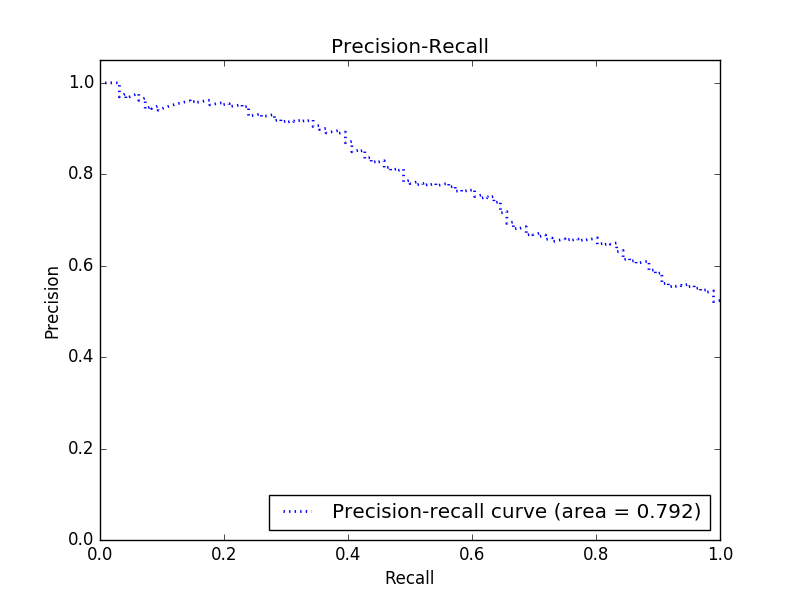 Precision-Recall
1.0
0.8
0.6
0.4
0.2
0.0
Precision
Precision-recall curve (area = 0.792)
0.0 0.2 0.4 0.6 0.8 1.0
Recall